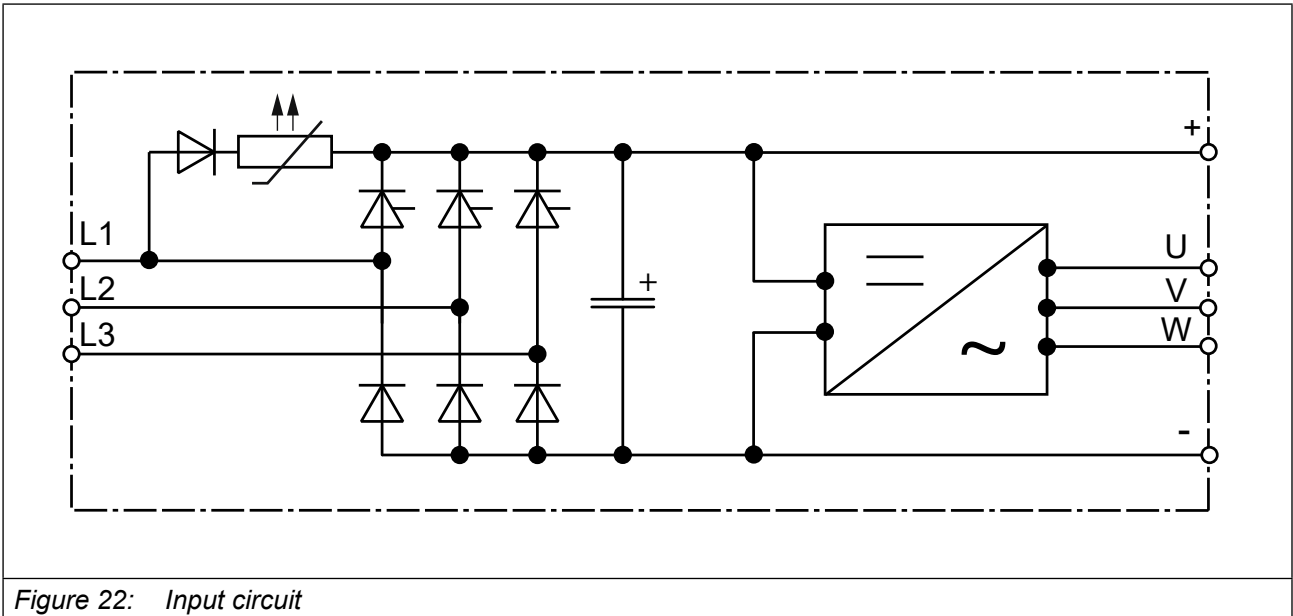 +
L1
+
U
L2
V
L3
W
~
-
Figure 22: Input circuit